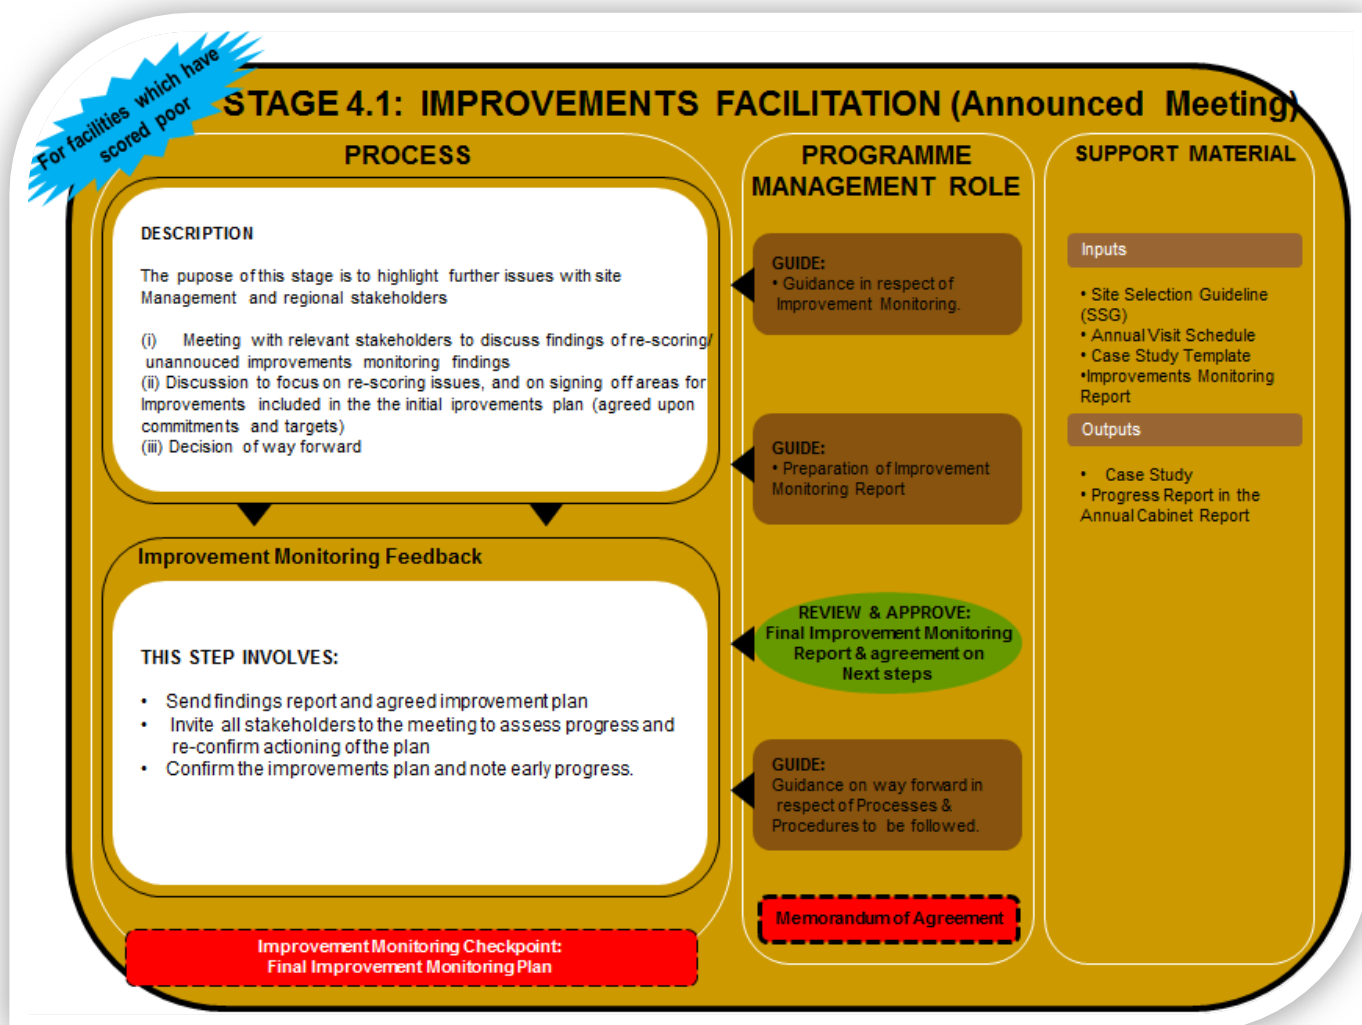 For facilities which have
scored poor
STAGE 4.1: IMPROVEMENTS FACILITATION (Announced Meeting)
PROCESS
DESCRIPTION
The pupose of this stage is to highlight further issues with site
Management and regional stakeholders
(i) Meeting with relevant stakeholders to discuss findings of re-scoring/
unannouced improvements monitoring findings
(ii) Discussion to focus on re-scoring issues, and on signing off areas for
Improvements included in the the initial iprovements plan (agreed upon
commitments and targets)
(iii) Decision of way forward
Improvement Monitoring Feedback
THIS STEP INVOLVES:
• Send findings report and agreed improvement plan
• Invite all stakeholders to the meeting to assess progress and
re-confirm actioning of the plan
• Confirm the improvements plan and note early progress.
Improvement Monitoring Checkpoint:
Final Improvement Monitoring Plan
PROGRAMME
MANAGEMENT ROLE
GUIDE:
• Guidance in respect of
Improvement Monitoring.
GUIDE:
• Preparation of Improvement
Monitoring Report
REVIEW & APPROVE:
Final Improvement Monitoring
Report & agreement on
Next steps
GUIDE:
Guidance on way forward in
respect of Processes &
Procedures to be followed.
Memorandum of Agreement
SUPPORT MATERIAL
Inputs
• Site Selection Guideline
(SSG)
• Annual Visit Schedule
• Case Study Template
•Improvements Monitoring
Report
Outputs
• Case Study
• Progress Report in the
Annual Cabinet Report